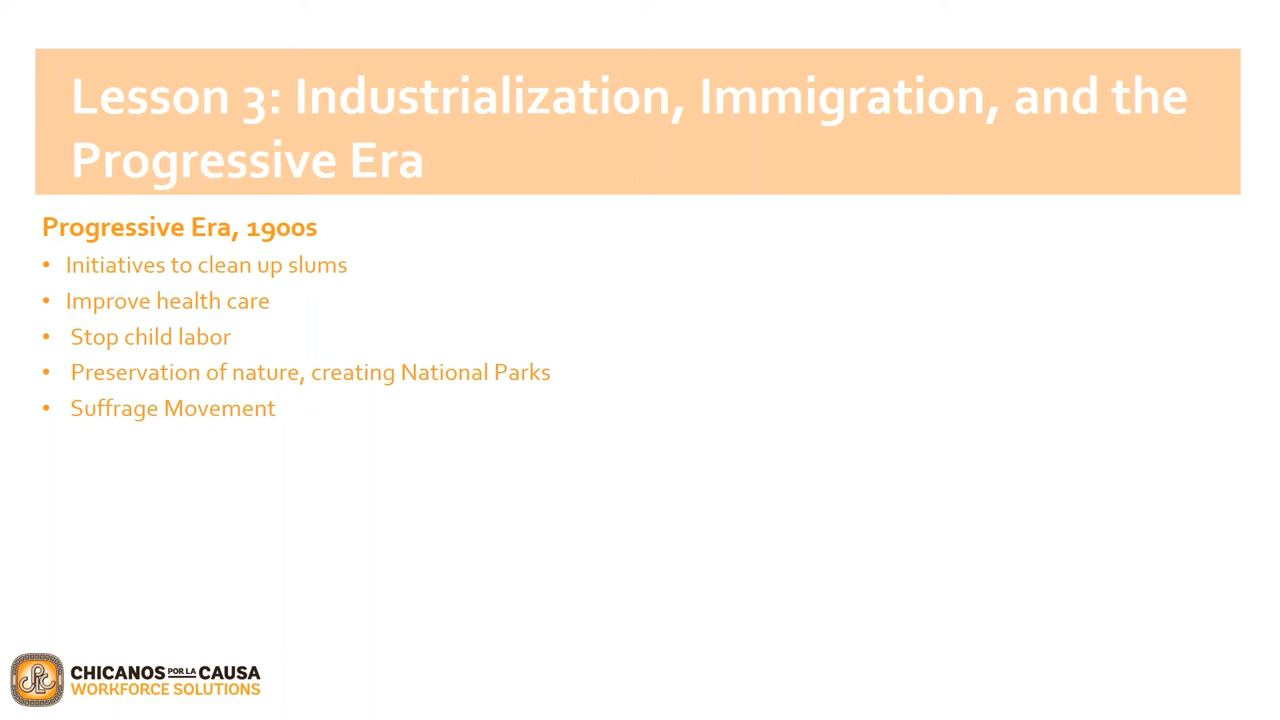 Lesson 3: Industrialization, Immigration, and the
Progressive Era
Progressive Era, 1900s
• Initiatives to clean up slums
• Improve health care
• Stop child labor
• Preservation of nature, creating National Parks
• Suffrage Movement
CPLC
CHICANOS POR LA CAUSA
WORKFORCE SOLUTIONS